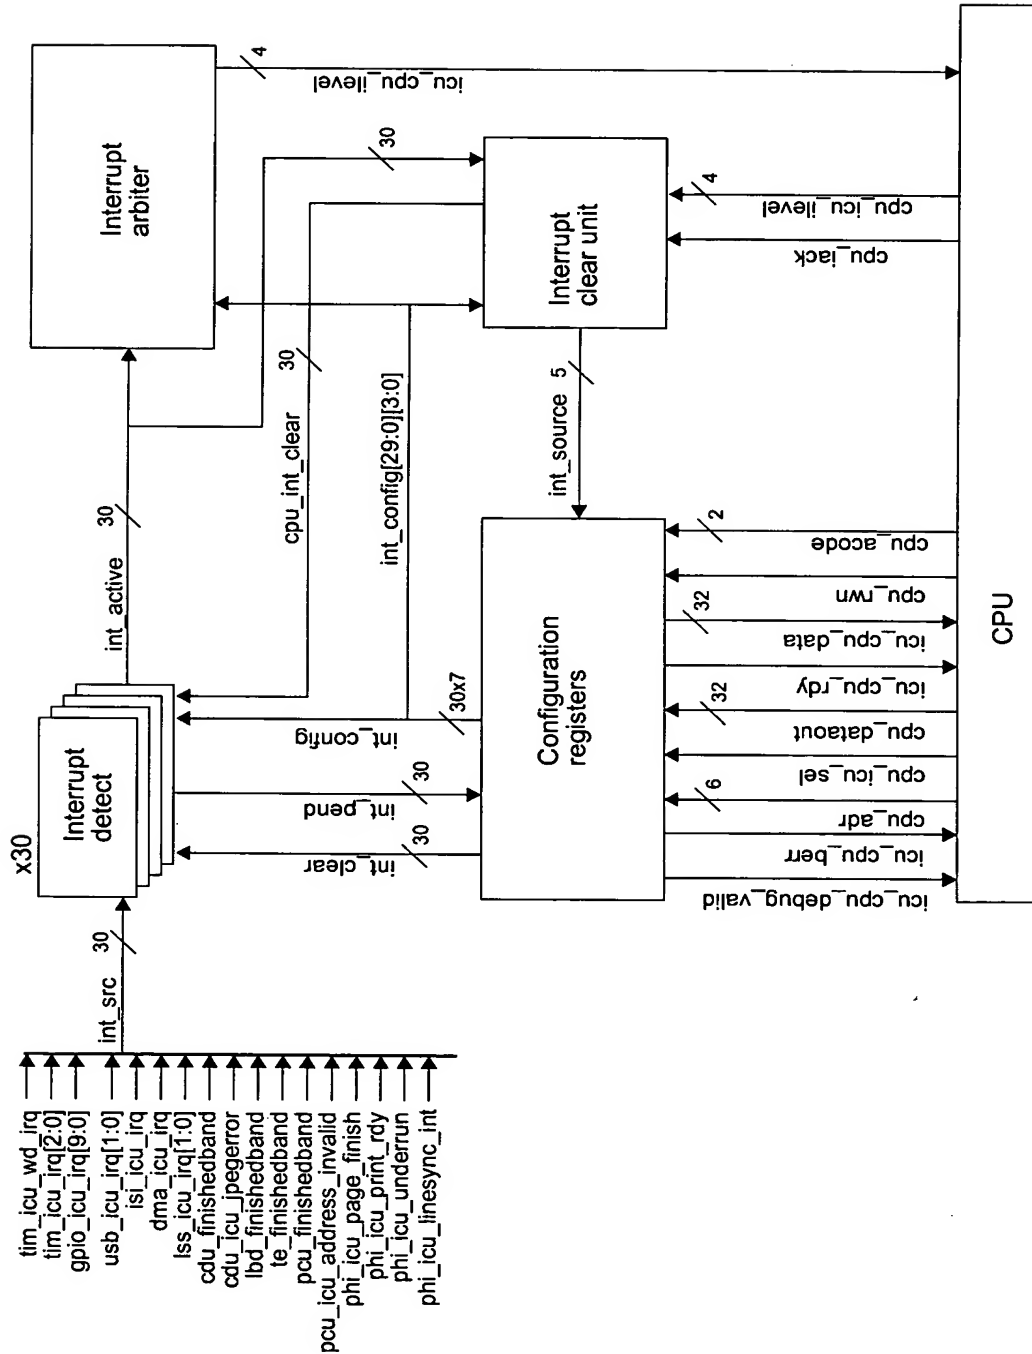 tim_icu_wd_irq
tim_icu_irq[2:0]
gpio_icu_irq[9:0]
usb_icu_irq[1:0]
isi_icu_irq
dma_icu_irq
lss_icu_irq[1:0]
cdu_finishedband
cdu_icu_jpegerror
lbd_finishedband
te_finishedband
pcu_finishedband
pcu_icu_address_invalid
phi_icu_page_finish
phi_icu_print_rdy
phi_icu_underrun
phi_icu_linesync_int
int_src
30
x30
Interrupt
detect
int_active
30
Interrupt
arbiter
4
icu_cpu_ilevel
30
cpu_int_clear
30
int_config[29:0][3:0]
int_clear
30
int_pend
30
int_config
30x7
Configuration
registers
int_source
5
Interrupt
clear unit
cpu_iack
cpu_icu_ilevel
4
icu_cpu_debug_valid
icu_cpu_berr
cpu_adr
6
cpu_icu_sel
cpu_dataout
32
icu_cpu_rdy
icu_cpu_data
32
cpu_rwn
cpu_acode
2
CPU